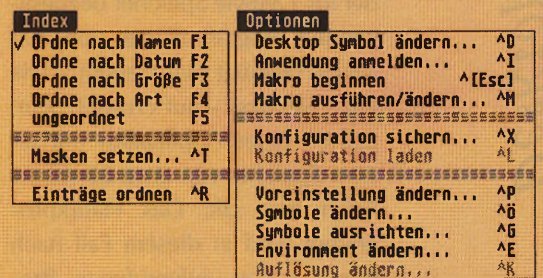 Index
✓ Ordne nach Namen F1
Ordne nach Datum F2
Ordne nach Größe F3
Ordne nach Art F4
ungeordnet F5
Masken setzen... ^T
Einträge ordnen ^R
Optionen
Desktop Symbol ändern... ^D
Anwendung anmelden... ^I
Makro beginnen ^[Esc]
Makro ausführen/ändern... ^M
Konfiguration sichern... ^X
Konfiguration laden ^L
Voreinstellung ändern... ^P
Symbole ändern... ^Ö
Symbole ausrichten... ^G
Environment ändern... ^E
Auflösung ändern... ^K